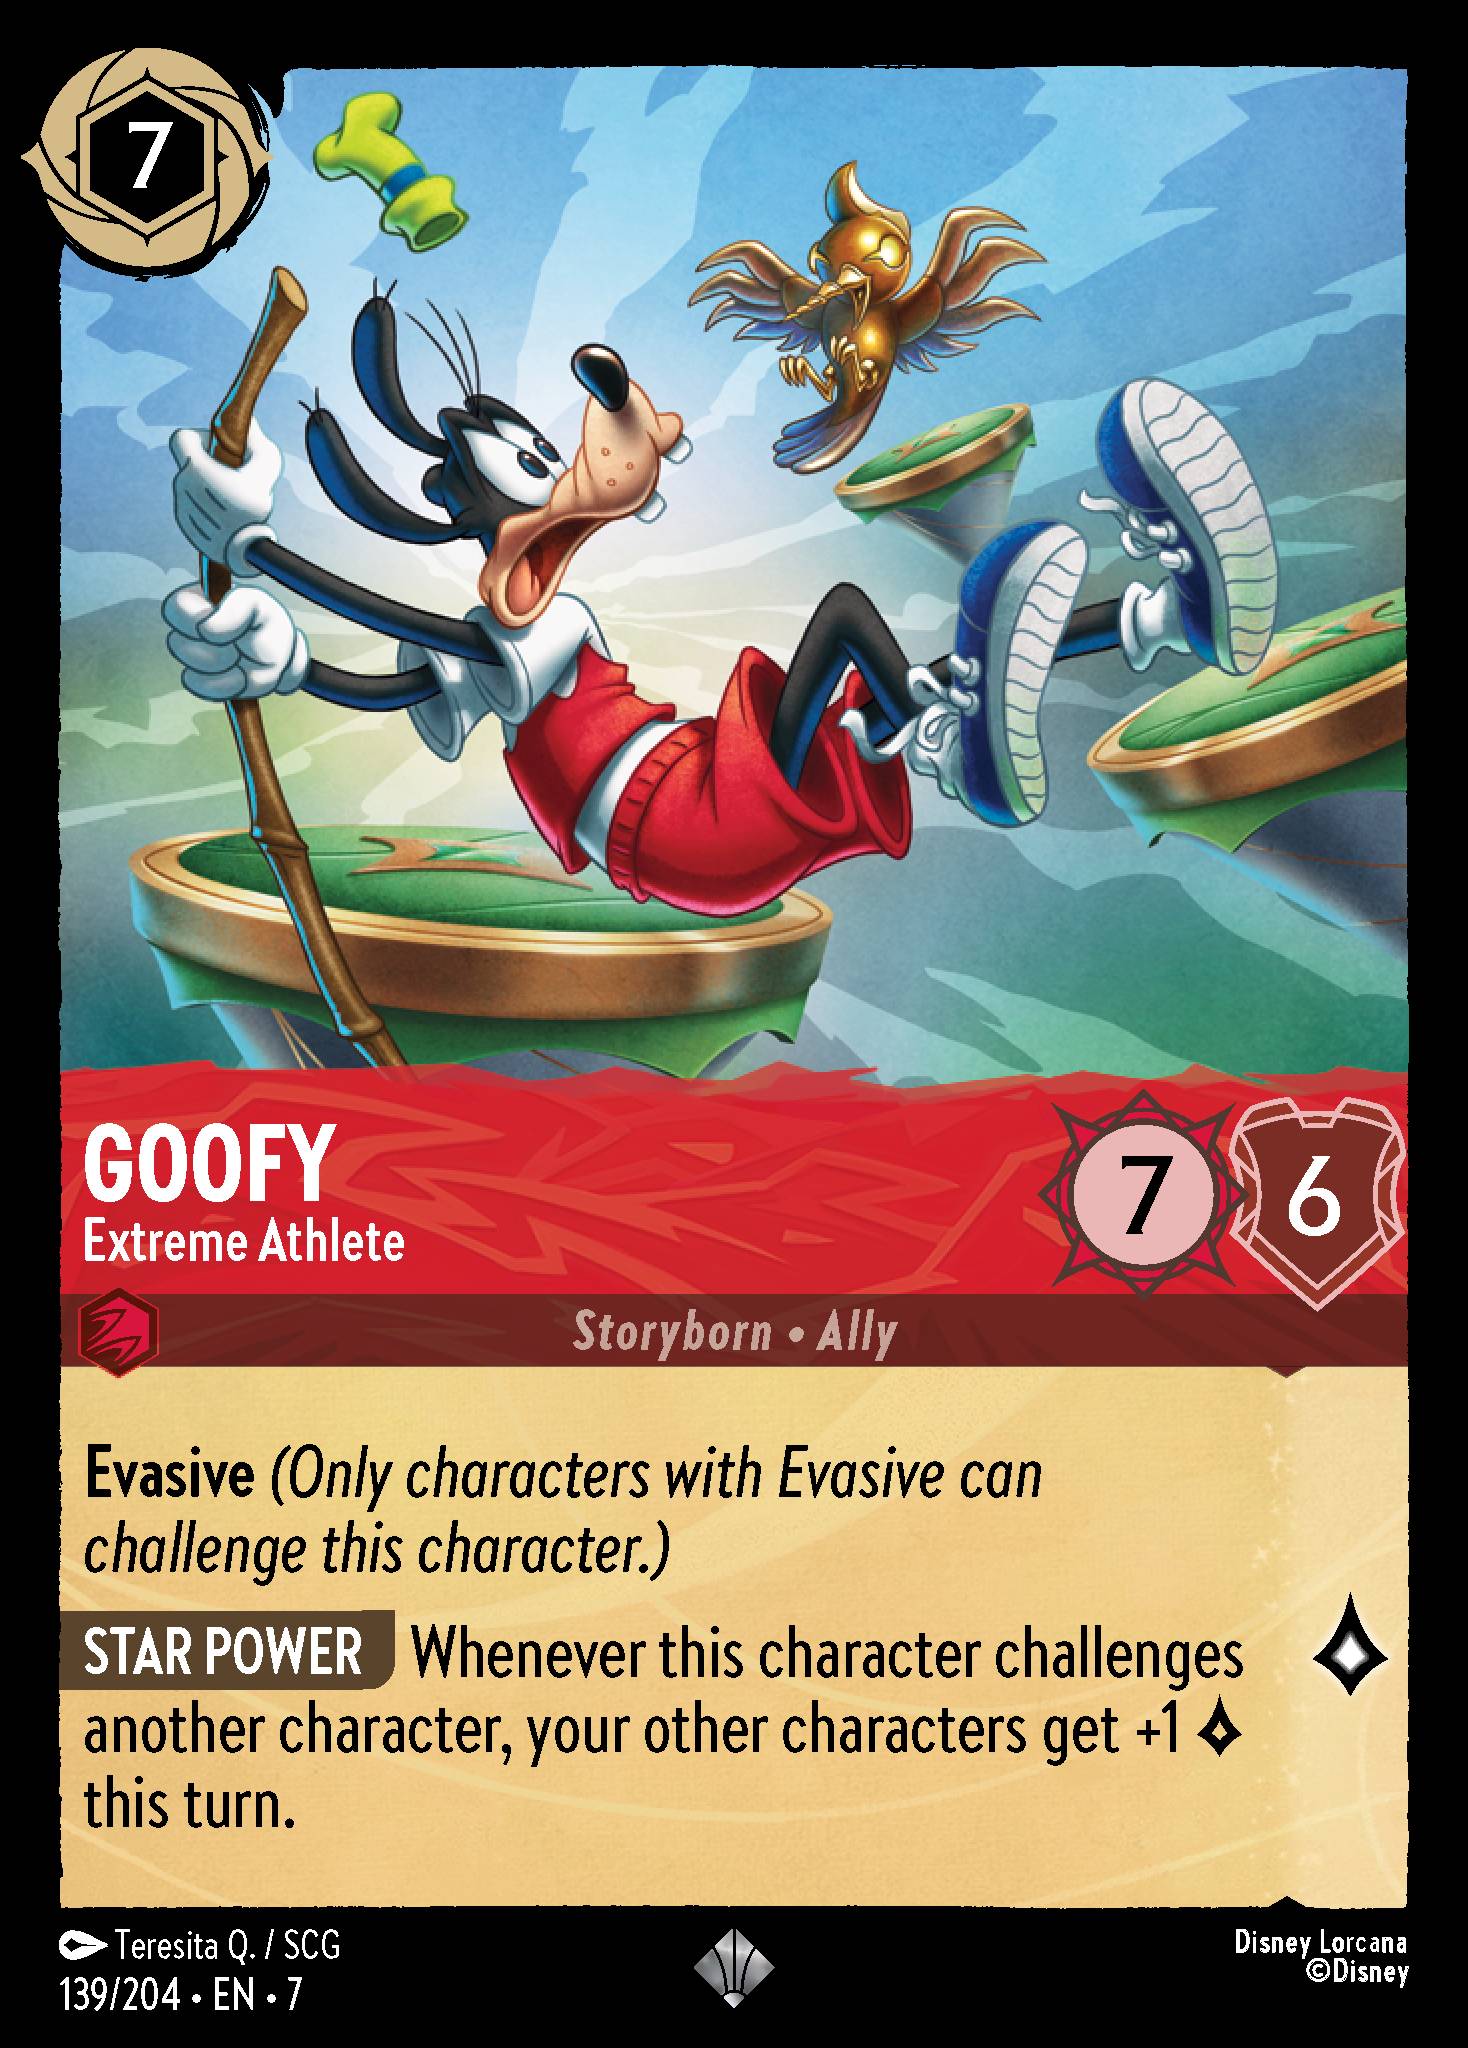 7
GOOFY
Extreme Athlete
7
6
Storyborn • Ally
Evasive (Only characters with Evasive can
challenge this character.)
STAR POWER Whenever this character challenges
another character, your other characters get +1
this turn.
Teresita Q. / SCG
139/204 • EN • 7
Disney Lorcana
©Disney